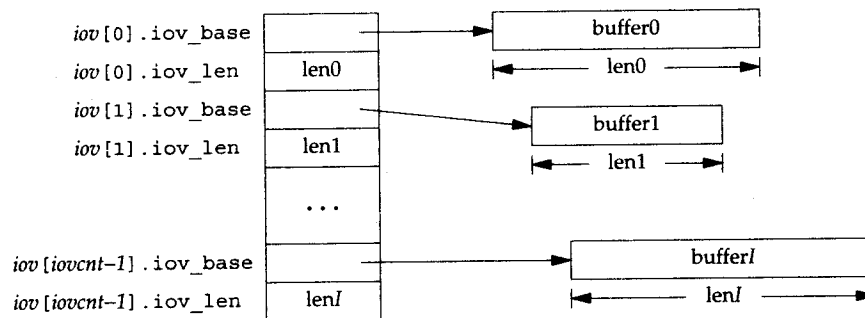 iov[0].iov_base
buffer0
iov[0].iov_len
len0
len0
iov[1].iov_base
buffer1
iov[1].iov_len
len1
len1
...
iov[iovcnt–1].iov_base
bufferI
iov[iovcnt–1].iov_len
lenI
lenI